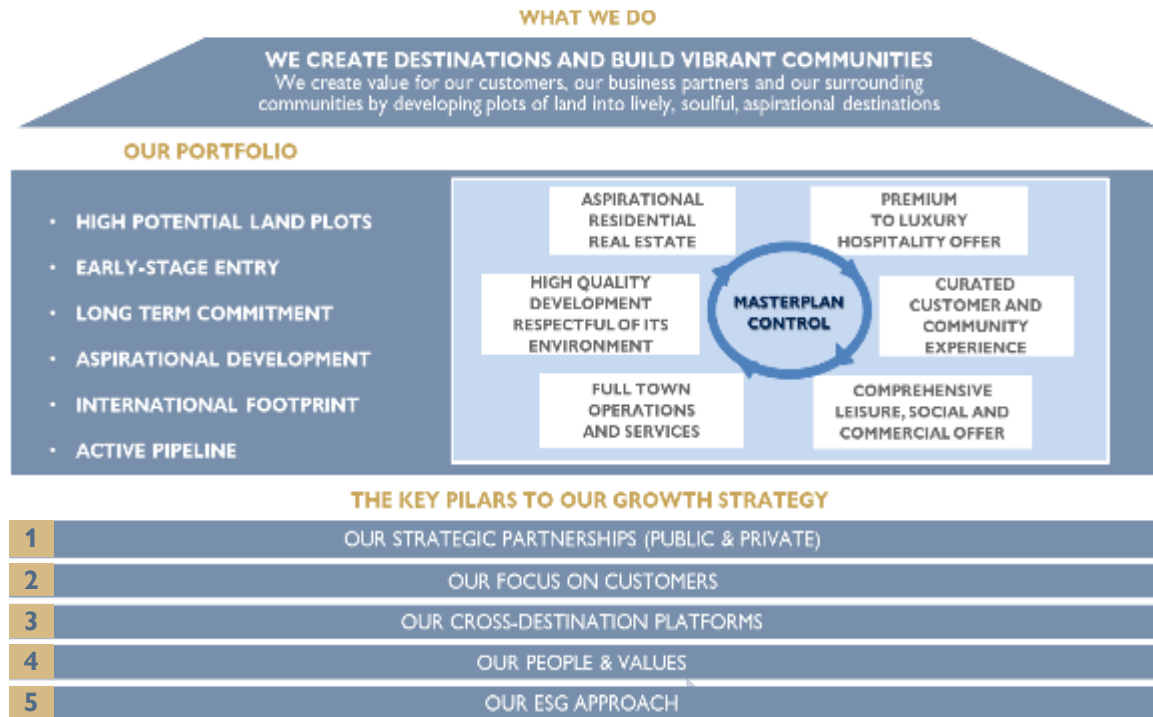 WHAT WE DO
WE CREATE DESTINATIONS AND BUILD VIBRANT COMMUNITIES
We create value for our customers, our business partners and our surrounding
communities by developing plots of land into lively, soulful, aspirational destinations
OUR PORTFOLIO
• HIGH POTENTIAL LAND PLOTS
• EARLY-STAGE ENTRY
• LONG TERM COMMITMENT
• ASPIRATIONAL DEVELOPMENT
• INTERNATIONAL FOOTPRINT
• ACTIVE PIPELINE
ASPIRATIONAL
RESIDENTIAL
REAL ESTATE
PREMIUM
TO LUXURY
HOSPITALITY OFFER
HIGH QUALITY
DEVELOPMENT
RESPECTFUL OF ITS
ENVIRONMENT
MASTERPLAN
CONTROL
CURATED
CUSTOMER AND
COMMUNITY
EXPERIENCE
FULL TOWN
OPERATIONS
AND SERVICES
COMPREHENSIVE
LEISURE, SOCIAL AND
COMMERCIAL OFFER
THE KEY PILARS TO OUR GROWTH STRATEGY
1 OUR STRATEGIC PARTNERSHIPS (PUBLIC & PRIVATE)
2 OUR FOCUS ON CUSTOMERS
3 OUR CROSS-DESTINATION PLATFORMS
4 OUR PEOPLE & VALUES
5 OUR ESG APPROACH